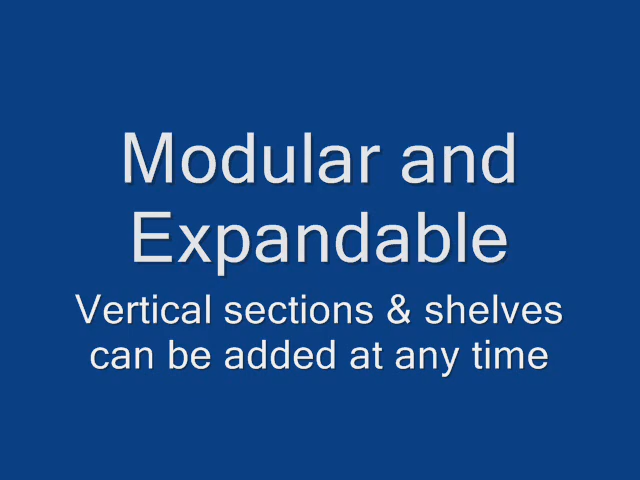 Modular and
Expandable
Vertical sections & shelves
can be added at any time